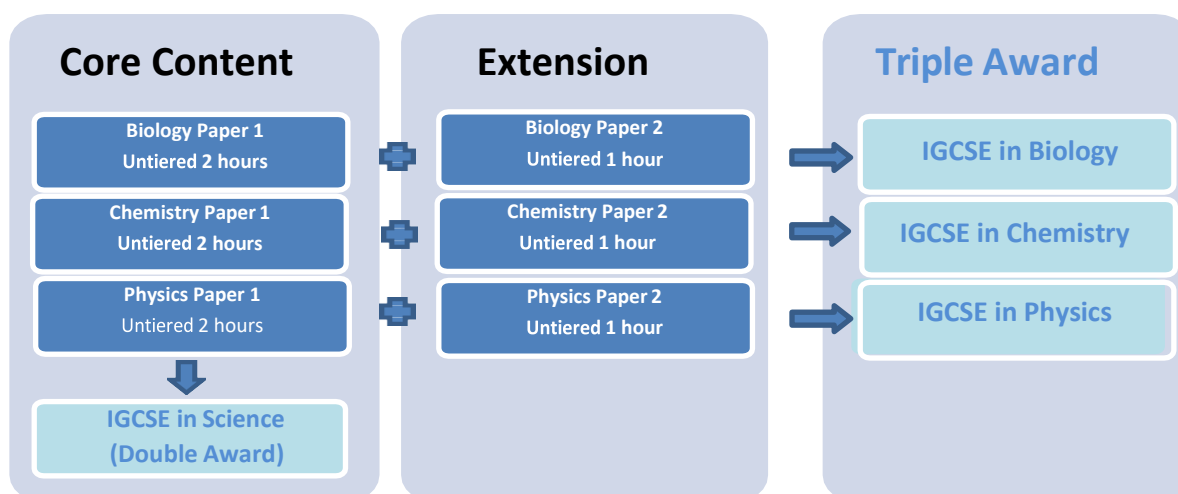 Core Content
Biology Paper 1
Untiered 2 hours
Chemistry Paper 1
Untiered 2 hours
Physics Paper 1
Untiered 2 hours
IGCSE in Science
(Double Award)
Extension
Biology Paper 2
Untiered 1 hour
Chemistry Paper 2
Untiered 1 hour
Physics Paper 2
Untiered 1 hour
Triple Award
IGCSE in Biology
IGCSE in Chemistry
IGCSE in Physics